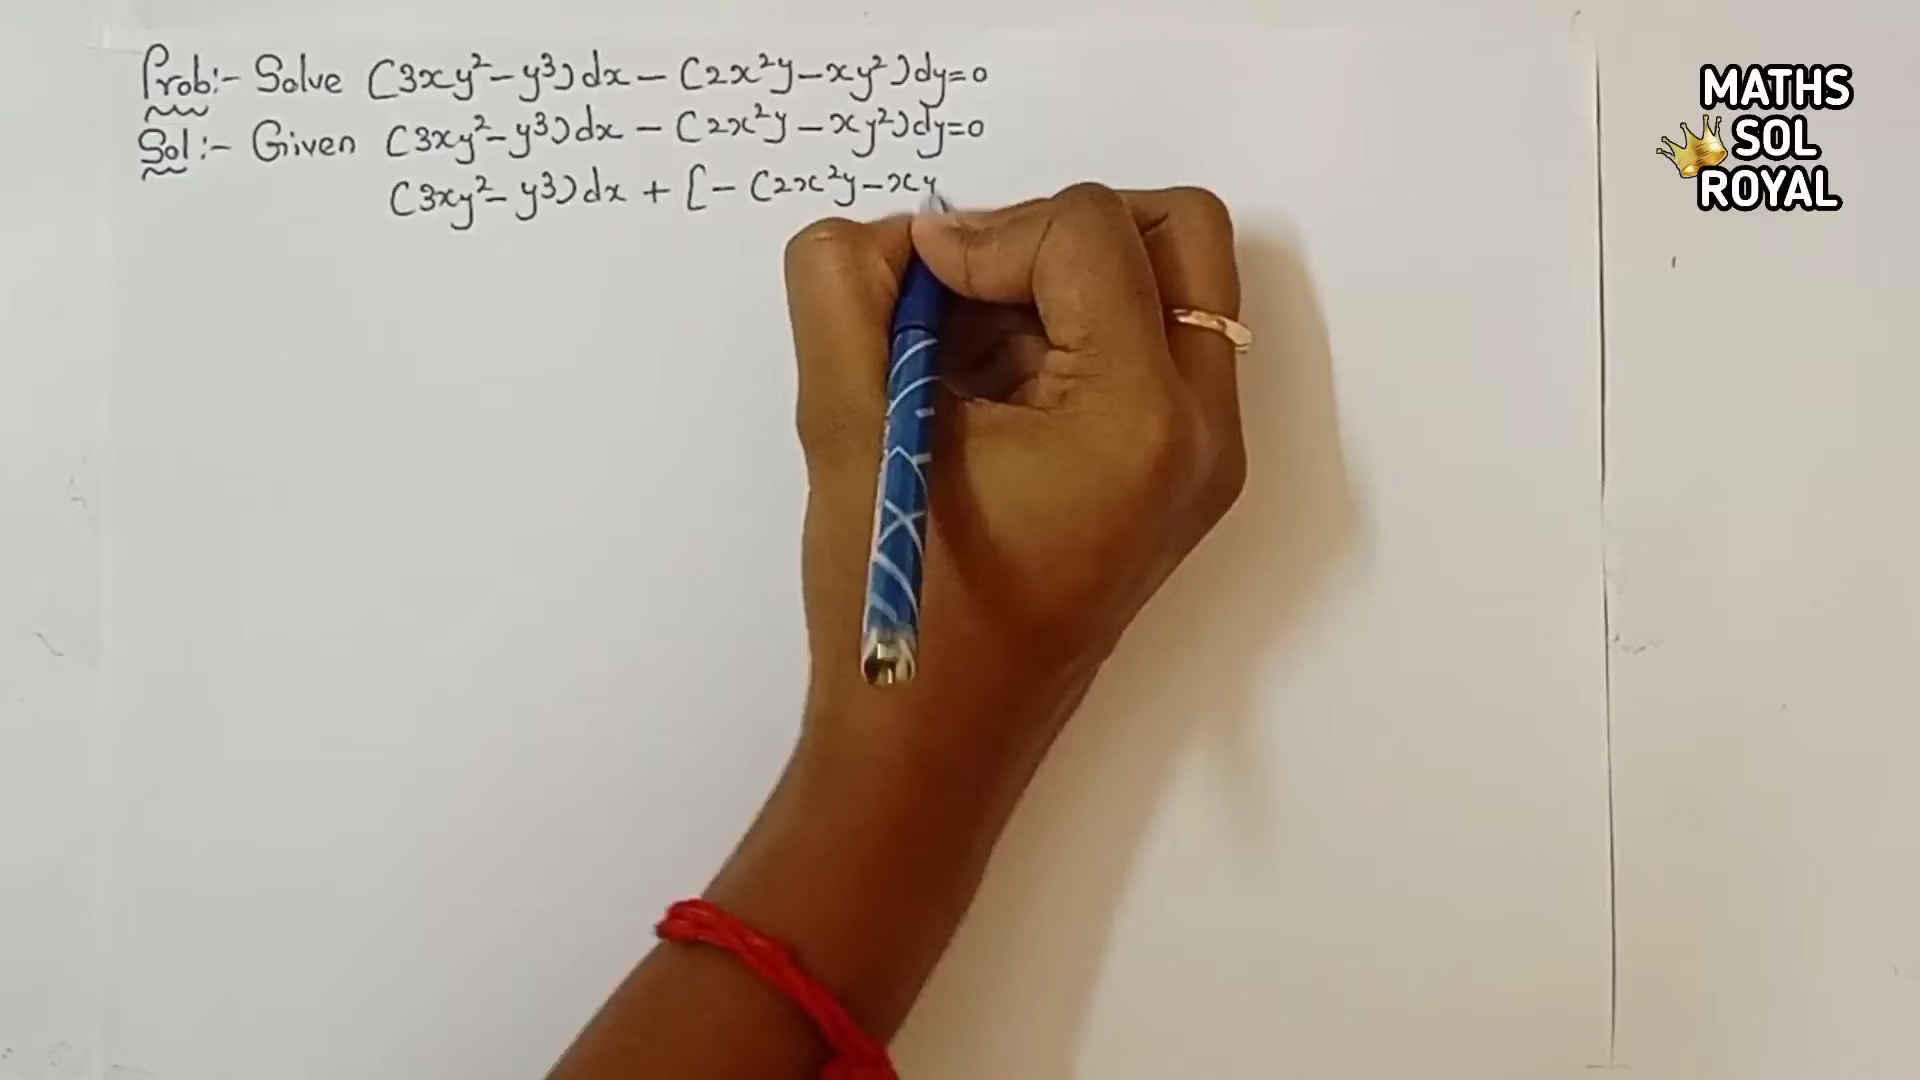 Prob:- Solve (3xy²-y³)dx - (2x²y-xy²)dy=0
Sol:- Given (3xy²-y³)dx - (2x²y-xy²)dy=0
(3xy²-y³)dx + [-(2x²y-xy
MATHS
SOL
ROYAL